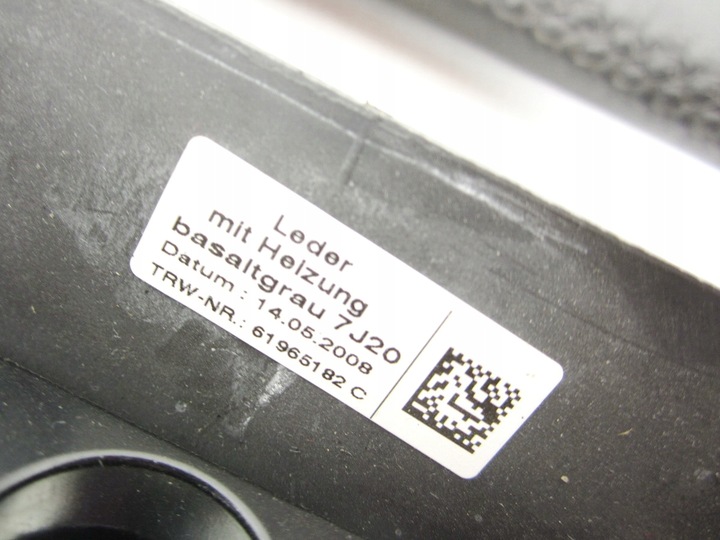 Leder
mit Heizung
basaltgrau 7J20
Datum : 14.05.2008
TRW-NR.: 61965182 C